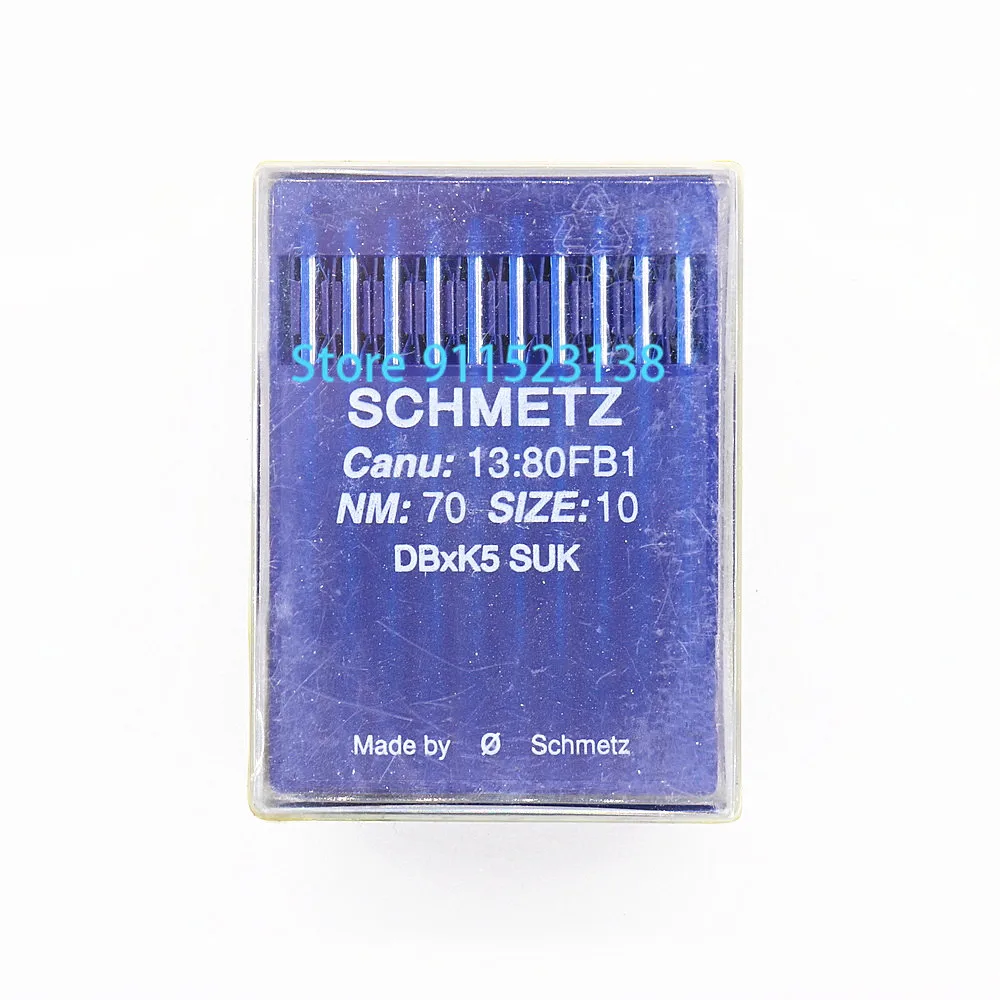 Store 911523138
SCHMETZ
Canu: 13:80FB1
NM: 70 SIZE: 10
DBxK5 SUK
Made by Ø Schmetz